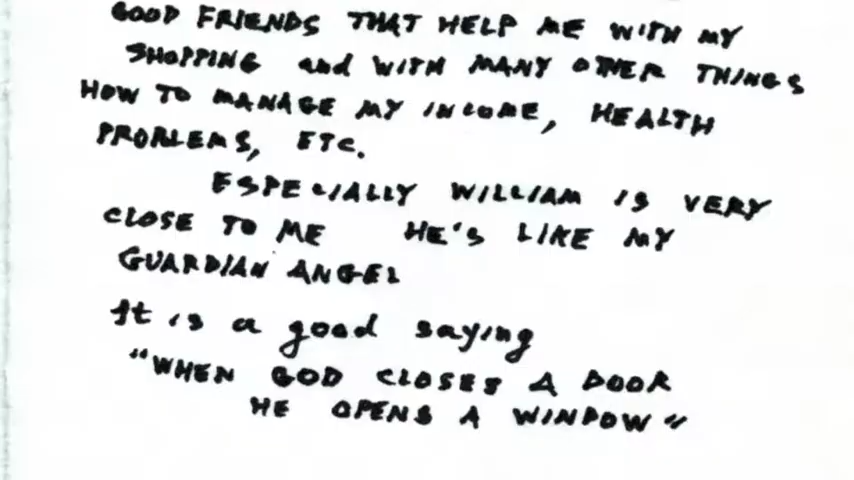 GOOD FRIENDS THAT HELP ME WITH MY
SHOPPING and WITH MANY OTHER THINGS
HOW TO MANAGE MY INCOME, HEALTH
PROBLEMS, ETC.
ESPECIALLY WILLIAM IS VERY
CLOSE TO ME HE'S LIKE MY
GUARDIAN ANGEL
It is a good saying
"WHEN GOD CLOSES A DOOR
HE OPENS A WINDOW"